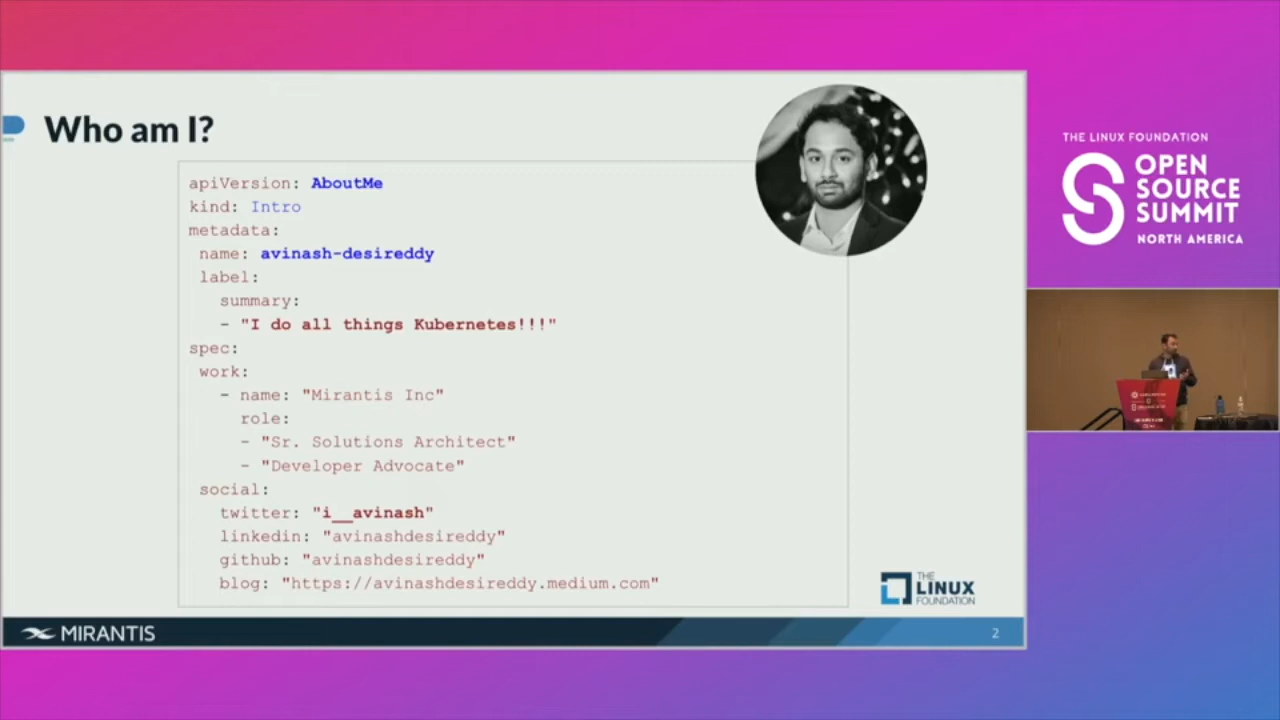 Who am I?
apiVersion: AboutMe
kind: Intro
metadata:
name: avinash-desireddy
label:
summary:
- "I do all things Kubernetes!!!"
spec:
work:
- name: "Mirantis Inc"
role:
- "Sr. Solutions Architect"
- "Developer Advocate"
social:
twitter: "i__avinash"
linkedin: "avinashdesireddy"
github: "avinashdesireddy"
blog: "https://avinashdesireddy.medium.com"
THE
LINUX
FOUNDATION
MIRANTIS
2
THE LINUX FOUNDATION
OPEN
SOURCE
SUMMIT
NORTH AMERICA